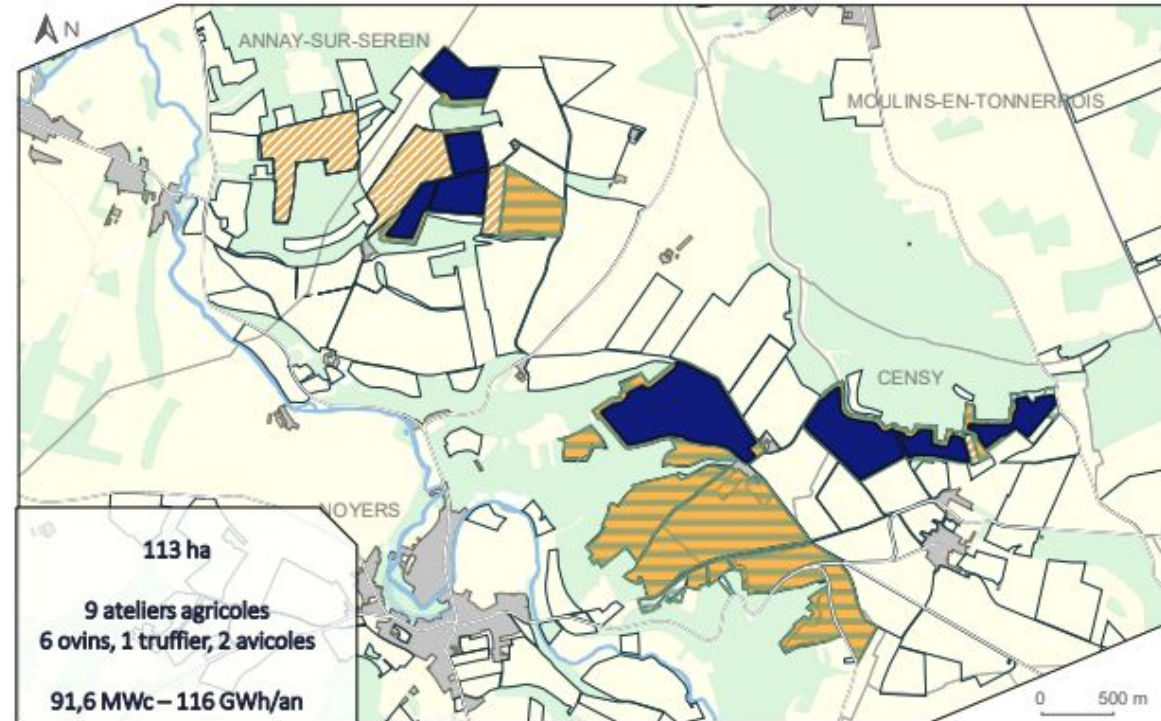 N
ANNAY-SUR-SEREIN
MOULINS-EN-TONNERROIS
CENSY
NOYERS
113 ha
9 ateliers agricoles
6 ovins, 1 truffier, 2 avicoles
91,6 MWc – 116 GWh/an
0 500 m